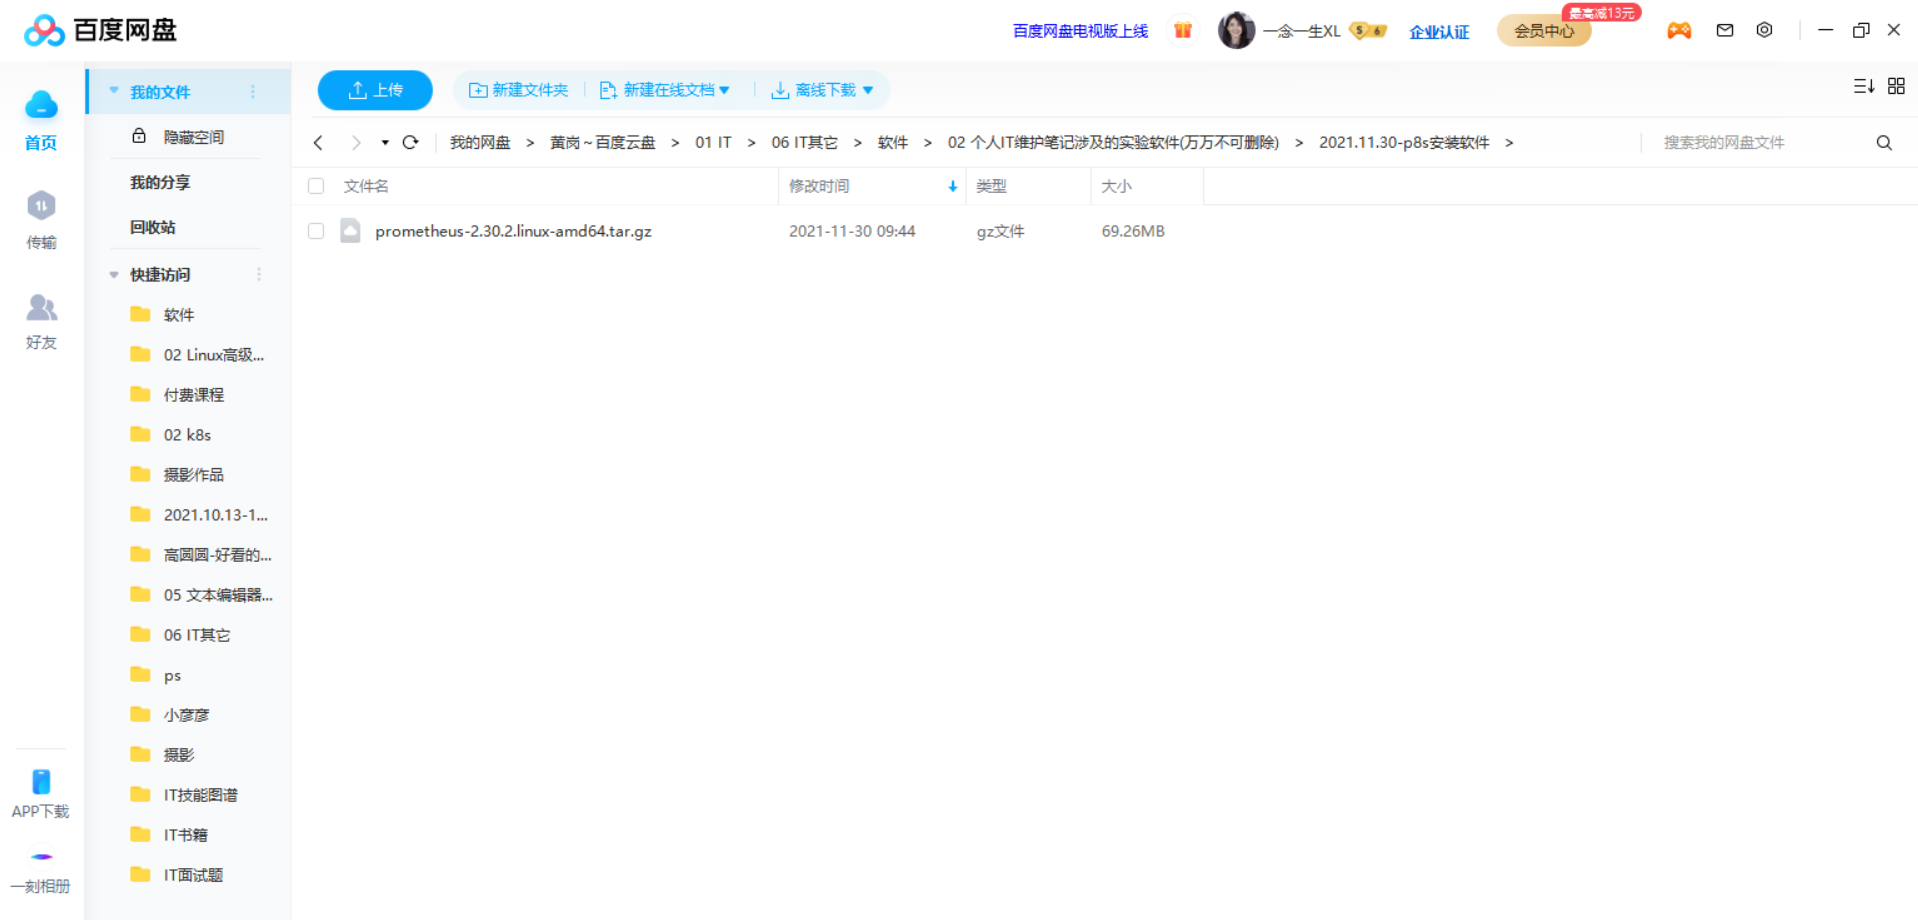 百度网盘
百度网盘电视版上线
一念一生XL
S 6
企业认证
会员中心
最高减13元
首页
传输
好友
APP下载
一刻相册
我的文件
隐藏空间
我的分享
回收站
快捷访问
软件
02 Linux高级...
付费课程
02 k8s
摄影作品
2021.10.13-1...
高圆圆-好看的...
05 文本编辑器...
06 IT其它
ps
小彦彦
摄影
IT技能图谱
IT书籍
IT面试题
上传
新建文件夹
新建在线文档
离线下载
我的网盘 > 黄岗~百度云盘 > 01 IT > 06 IT其它 > 软件 > 02 个人IT维护笔记涉及的实验软件(万万不可删除) > 2021.11.30-p8s安装软件 >
搜索我的网盘文件
文件名 修改时间 类型 大小
prometheus-2.30.2.linux-amd64.tar.gz 2021-11-30 09:44 gz文件 69.26MB